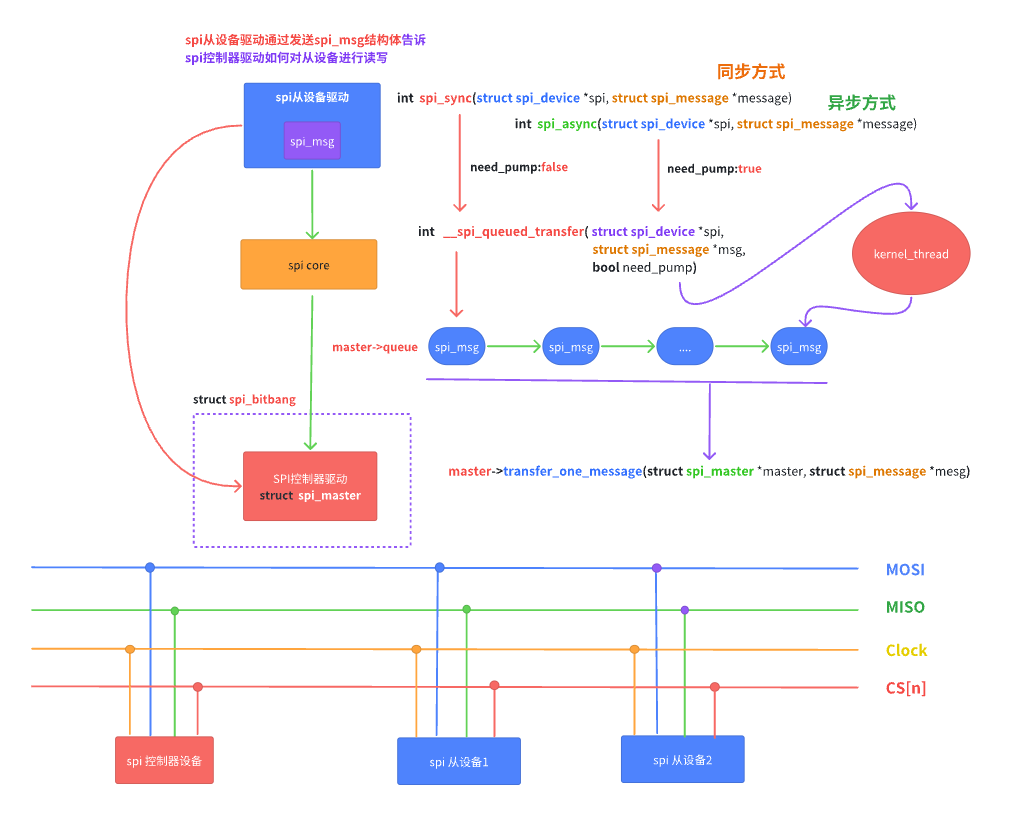 spi从设备驱动通过发送spi_msg结构体告诉
spi控制器驱动如何对从设备进行读写
同步方式
spi从设备驱动
int spi_sync(struct spi_device *spi, struct spi_message *message)
异步方式
int spi_async(struct spi_device *spi, struct spi_message *message)
spi_msg
need_pump:false
need_pump:true
int __spi_queued_transfer( struct spi_device *spi,
struct spi_message *msg,
bool need_pump)
kernel_thread
spi core
master->queue
spi_msg
spi_msg
....
spi_msg
struct spi_bitbang
master->transfer_one_message(struct spi_master *master, struct spi_message *mesg)
SPI控制器驱动
struct spi_master
MOSI
MISO
Clock
CS[n]
spi 控制器设备
spi 从设备1
spi 从设备2